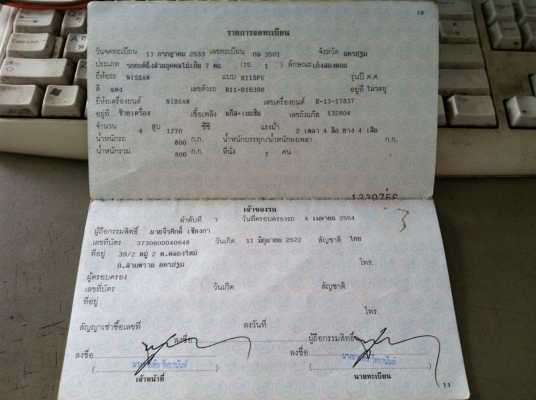 10
รายการจดทะเบียน
วันจดทะเบียน 13 กรกฎาคม 2533 เลขทะเบียน กฉ 3501 จังหวัด นครปฐม
ประเภท รถยนต์นั่งส่วนบุคคลไม่เกิน 7 คน (รย. 1 ) ลักษณะ เก๋งสองตอน
ยี่ห้อรถ NISSAN แบบ B11SFU รุ่นปี ค.ศ.
สี แดง เลขตัวรถ B11-016388 อยู่ที่ ไม่ระบุ
ยี่ห้อเครื่องยนต์ NISSAN เลขเครื่องยนต์ E-13-17837
อยู่ที่ ซ้ายเครื่อง เชื้อเพลิง เลขถังแก๊ส 132804
จำนวน 4 สูบ 1270 ซีซี แรงม้า 2 เพลา 4 ล้อ ยาง 4 เส้น
น้ำหนักรถ 800 ก.ก. น้ำหนักบรรทุก/น้ำหนักลงเพลา ก.ก.
น้ำหนักรวม 800 ก.ก. ที่นั่ง 7 คน
เจ้าของรถ
ลำดับที่ 7 วันที่ครอบครองรถ 4 เมษายน 2554
3
ผู้ถือกรรมสิทธิ์ นายจิรศักดิ์
เลขที่บัตร 3730600040648 วันเกิด 11 มิถุนายน 2522 สัญชาติ ไทย
ที่อยู่ 39/2 หมู่ 2 ต.คลองใหม่
อ.สามพราน นครปฐม โทร.
ผู้ครอบครอง
เลขที่บัตร วันเกิด สัญชาติ
ที่อยู่
โทร.
สัญญาเช่าซื้อเลขที่ ลงวันที่ ผู้ถือกรรมสิทธิ์
ลงชื่อ
ลงชื่อ ลงชื่อ
( ) ( )
เจ้าหน้าที่ นายทะเบียน
11